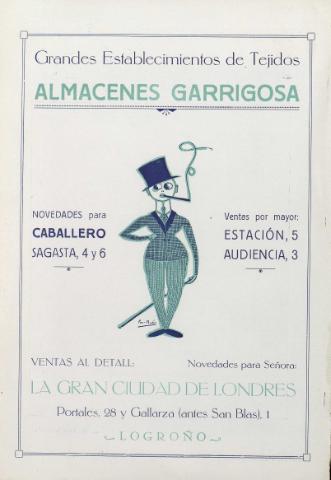 Grandes Establecimientos de Tejidos
ALMACENES GARRIGOSA
NOVEDADES para
CABALLERO
SAGASTA, 4 y 6
Ventas por mayor:
ESTACIÓN, 5
AUDIENCIA, 3
VENTAS AL DETALL:
Novedades para Señora:
LA GRAN CIUDAD DE LONDRES
Portales, 28 y Gallarza (antes San Blas), 1
LOGROÑO